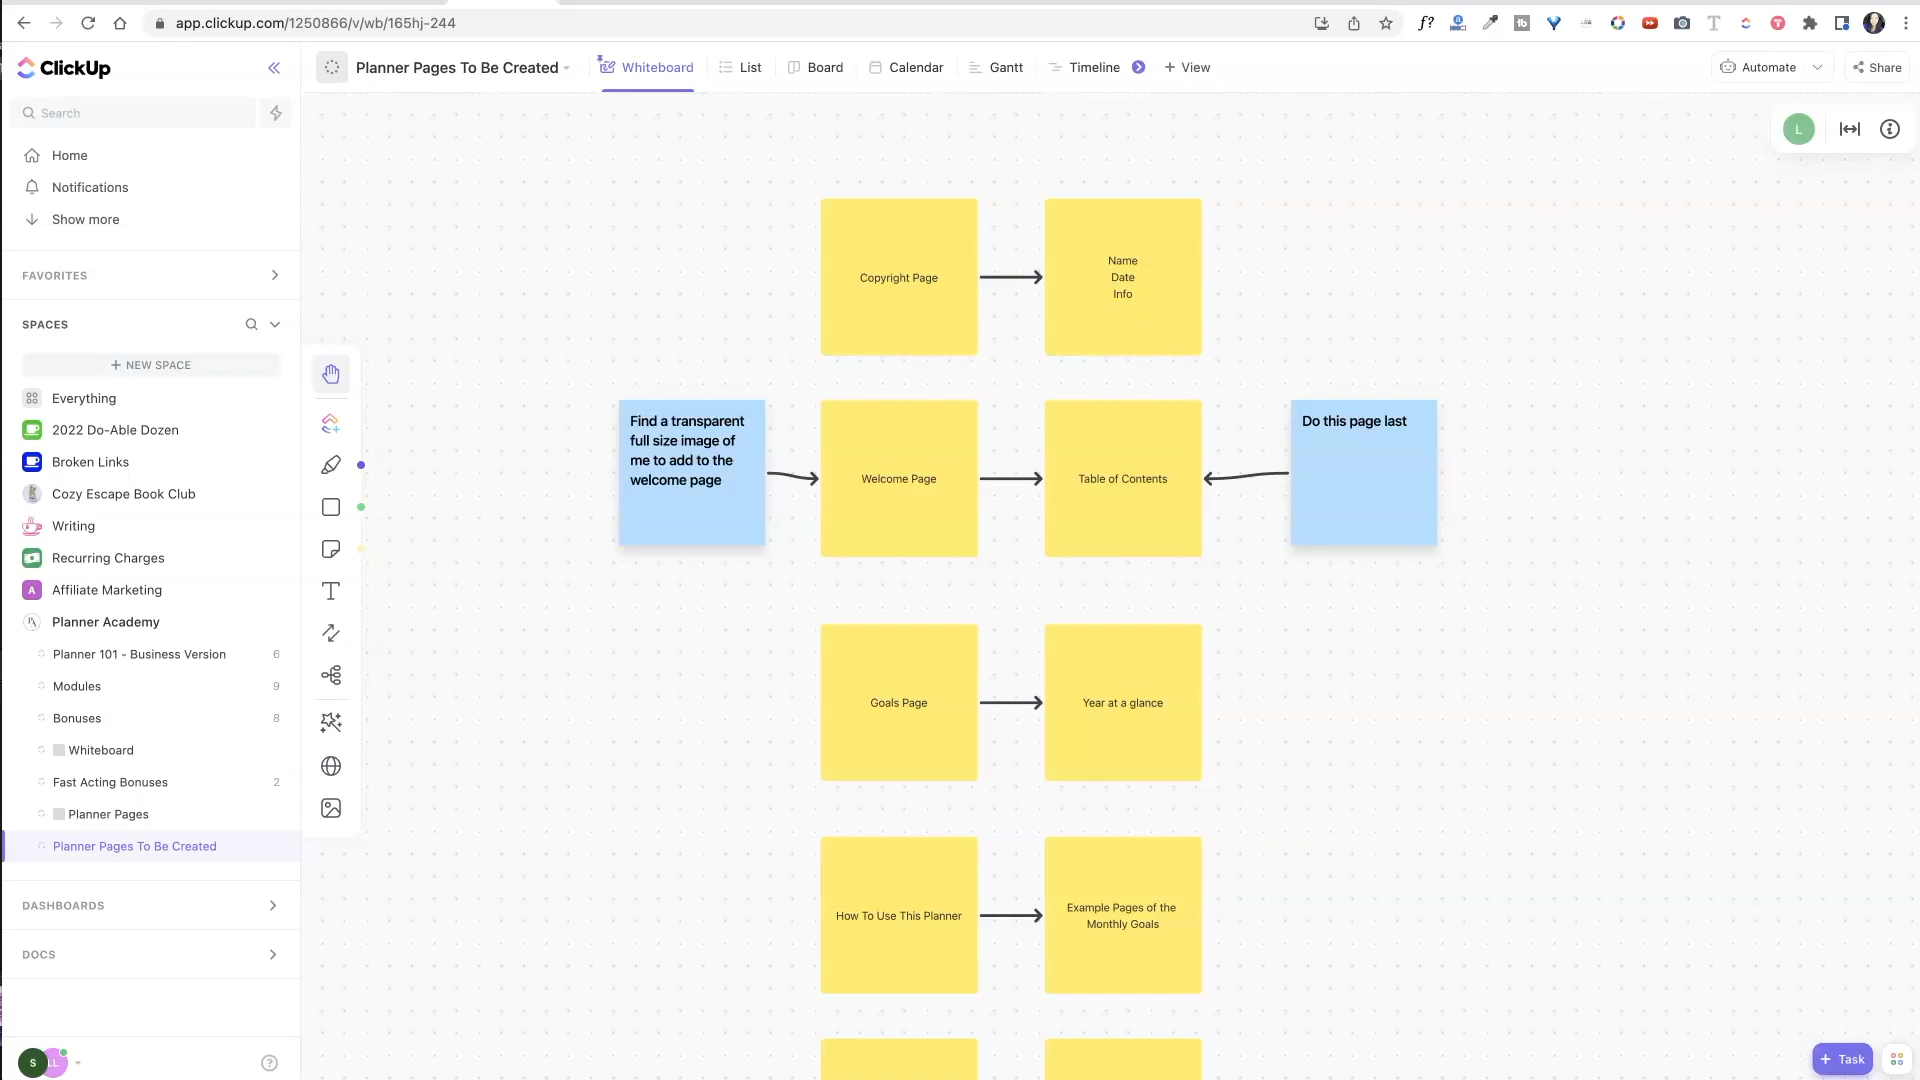 app.clickup.com/1250866/v/wb/165hj-244
ClickUp
Planner Pages To Be Created
Whiteboard
List
Board
Calendar
Gantt
Timeline
+ View
Automate
Share
Search
L
Home
Notifications
Show more
FAVORITES
SPACES
+ NEW SPACE
Everything
2022 Do-Able Dozen
Broken Links
Cozy Escape Book Club
Writing
Recurring Charges
A Affiliate Marketing
Planner Academy
Planner 101 - Business Version 6
Modules 9
Bonuses 8
Whiteboard
Fast Acting Bonuses 2
Planner Pages
Planner Pages To Be Created
DASHBOARDS
DOCS
S
LL
?
Copyright Page
Name
Date
Info
Find a transparent
full size image of
me to add to the
welcome page
Welcome Page
Table of Contents
Do this page last
Goals Page
Year at a glance
How To Use This Planner
Example Pages of the
Monthly Goals
+ Task